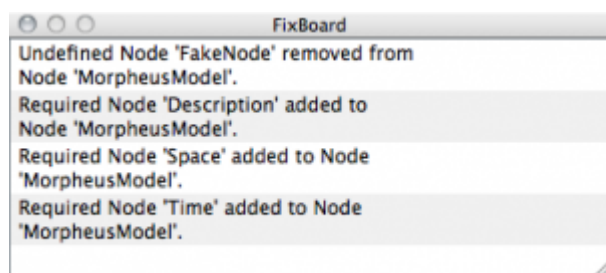 FixBoard
Undefined Node 'FakeNode' removed from
Node 'MorpheusModel'.
Required Node 'Description' added to
Node 'MorpheusModel'.
Required Node 'Space' added to Node
'MorpheusModel'.
Required Node 'Time' added to Node
'MorpheusModel'.